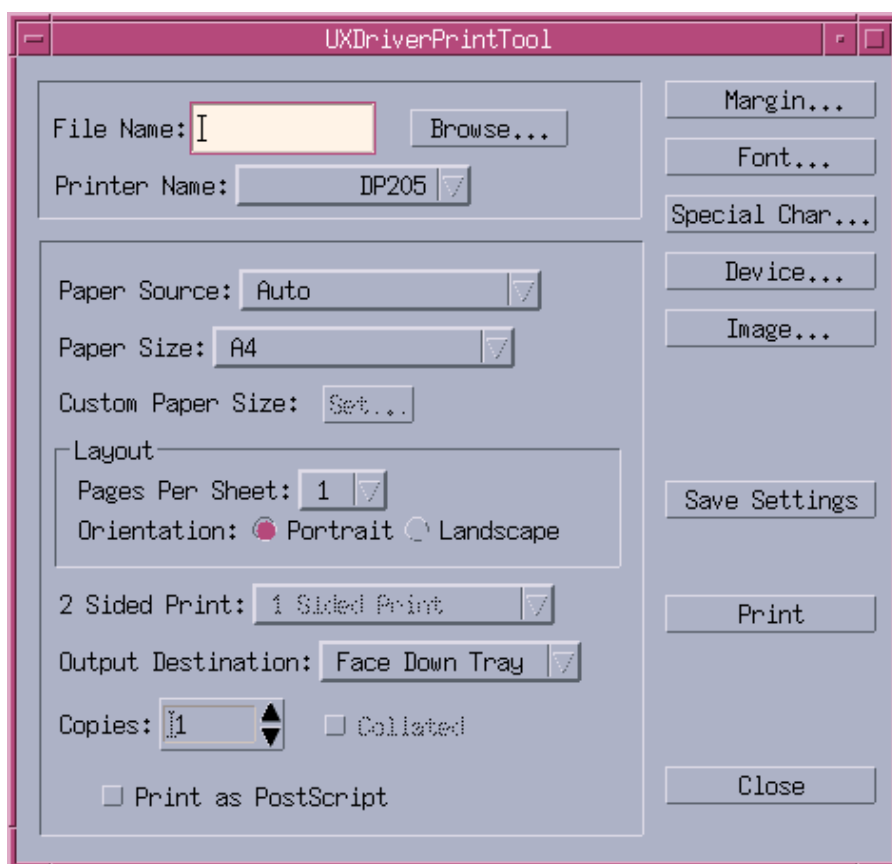 UXDriverPrintTool
File Name:
Browse...
Printer Name: DP205
Paper Source: Auto
Paper Size: A4
Custom Paper Size: Set...
Layout
Pages Per Sheet: 1
Orientation: Portrait Landscape
2 Sided Print: 1 Sided Print
Output Destination: Face Down Tray
Copies: 1 Collated
Print as PostScript
Margin...
Font...
Special Char...
Device...
Image...
Save Settings
Print
Close